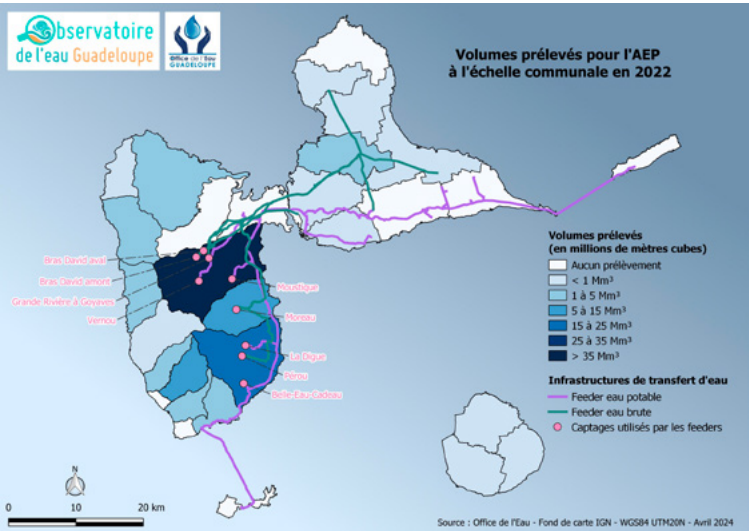 Observatoire
de l'eau Guadeloupe
Office de l'Eau
GUADELOUPE
Volumes prélevés pour l'AEP
à l'échelle communale en 2022
Bras David aval
Bras David amont
Grande Rivière à Goyaves
Vernou
Moustique
Moreau
La Digue
Pérou
Belle-Eau-Cadeau
Volumes prélevés
(en millions de mètres cubes)
Aucun prélèvement
< 1 Mm³
1 à 5 Mm³
5 à 15 Mm³
15 à 25 Mm³
25 à 35 Mm³
> 35 Mm³
Infrastructures de transfert d'eau
Feeder eau potable
Feeder eau brute
Captages utilisés par les feeders
N
0 10 20 km
Source : Office de l'Eau - Fond de carte IGN - WGS84 UTM20N - Avril 2024